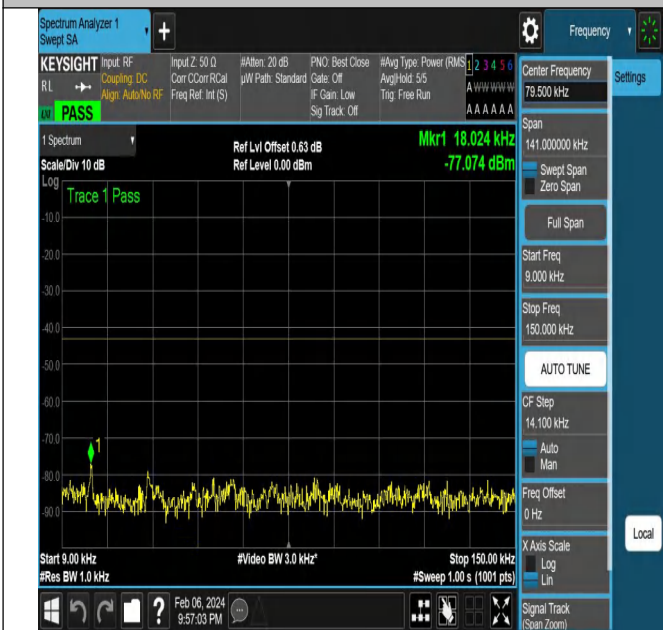 Spectrum Analyzer 1
Swept SA
+
Frequency
KEYSIGHT
Input: RF
Input Z: 50 Ω
#Atten: 20 dB
PNO: Best Close
#Avg Type: Power (RMS
1 2 3 4 5 6
RL
Coupling: DC
Corr CCorr RCal
µW Path: Standard
Gate: Off
Avg|Hold: 5/5
A W W W W W
Align: Auto/No RF
Freq Ref: Int (S)
IF Gain: Low
Trig: Free Run
Sig Track: Off
A A A A A A
PASS
1 Spectrum
Scale/Div 10 dB
Ref Lvl Offset 0.63 dB
Ref Level 0.00 dBm
Mkr1 18.024 kHz
-77.074 dBm
Log
Trace 1 Pass
-10.0
-20.0
-30.0
-40.0
-50.0
-60.0
-70.0
-80.0
-90.0
1
Start 9.00 kHz
#Video BW 3.0 kHz*
Stop 150.00 kHz
#Res BW 1.0 kHz
#Sweep 1.00 s (1001 pts)
?
Feb 06, 2024
9:57:03 PM
Center Frequency
79.500 kHz
Settings
Span
141.000000 kHz
Swept Span
Zero Span
Full Span
Start Freq
9.000 kHz
Stop Freq
150.000 kHz
AUTO TUNE
CF Step
14.100 kHz
Auto
Man
Freq Offset
0 Hz
X Axis Scale
Log
Lin
Local
Signal Track
(Span Zoom)